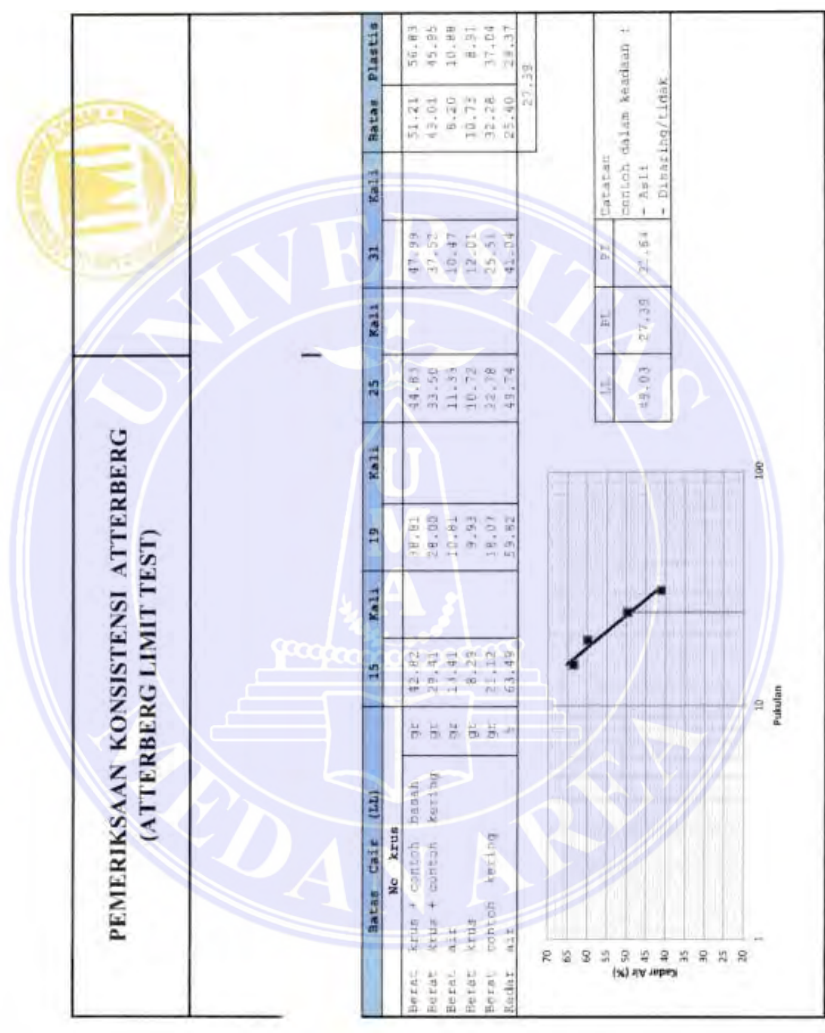 PEMERIKSAAN KONSISTENSI ATTERBERG
(ATTERBERG LIMIT TEST)
Batas Cair (LL) 15 Kali 19 Kali 25 Kali 31 Kali Batas Plastis
No krus
Berat krus + contoh basah gr 42.82 38.81 44.83 47.99 51.21 56.83
Berat krus + contoh kering gr 29.41 28.00 33.50 37.52 43.01 45.95
Berat air gr 13.41 10.81 11.33 10.47 8.20 10.88
Berat krus gr 8.29 9.93 10.72 12.01 10.73 8.91
Berat contoh kering gr 21.12 18.07 22.78 25.51 32.28 37.04
Kadar air % 63.49 59.82 49.74 41.04 25.40 29.37
27.39
70
65
60
55
50
45
40
35
30
25
20
Kadar Air (%)
1 10 100
Pukulan
LL PL PI
49.03 27.39 21.64
Catatan
contoh dalam keadaan :
- Asli
- Disaring/tidak
UNIVERSITAS
MEDAN AREA
UMA